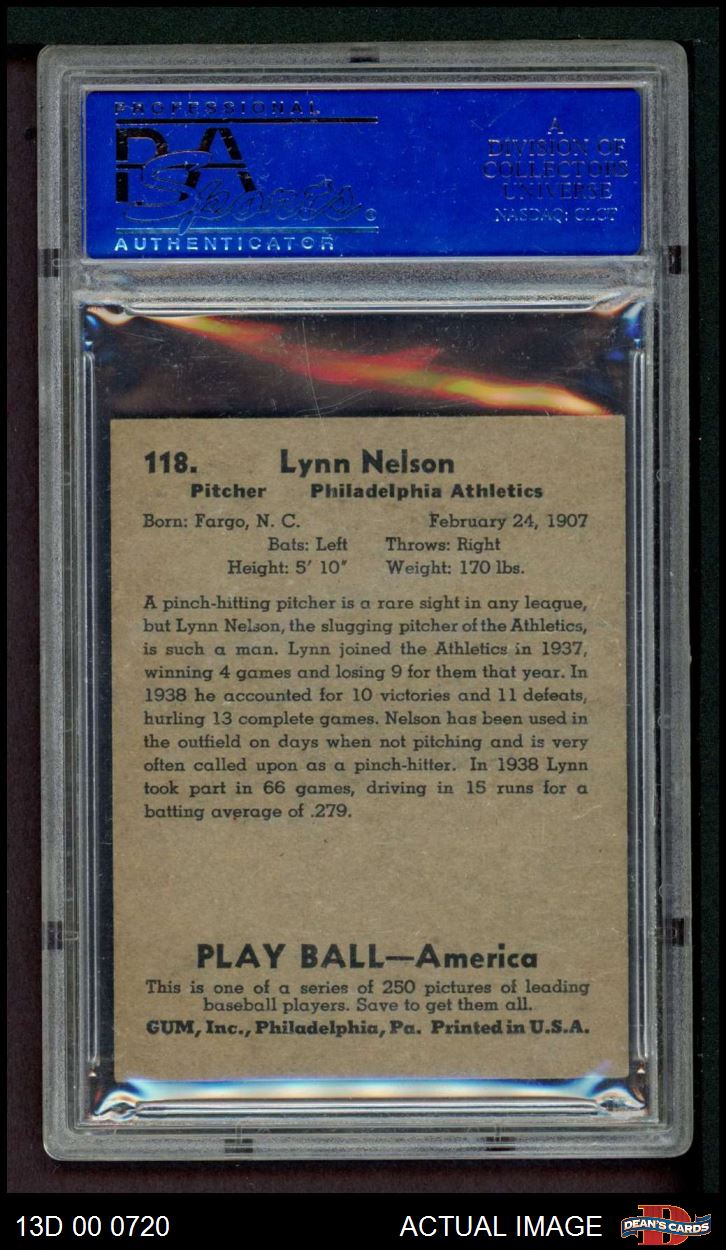 PROFESSIONAL
PSA
Sports ®
AUTHENTICATOR
A
DIVISION OF
COLLECTORS
UNIVERSE
NASDAQ: CLCT
118. Lynn Nelson
Pitcher Philadelphia Athletics
Born: Fargo, N. C. February 24, 1907
Bats: Left Throws: Right
Height: 5' 10" Weight: 170 lbs.
A pinch-hitting pitcher is a rare sight in any league,
but Lynn Nelson, the slugging pitcher of the Athletics,
is such a man. Lynn joined the Athletics in 1937,
winning 4 games and losing 9 for them that year. In
1938 he accounted for 10 victories and 11 defeats,
hurling 13 complete games. Nelson has been used in
the outfield on days when not pitching and is very
often called upon as a pinch-hitter. In 1938 Lynn
took part in 66 games, driving in 15 runs for a
batting average of .279.
PLAY BALL—America
This is one of a series of 250 pictures of leading
baseball players. Save to get them all.
GUM, Inc., Philadelphia, Pa. Printed in U.S.A.
13D 00 0720 ACTUAL IMAGE DEAN'S CARDS